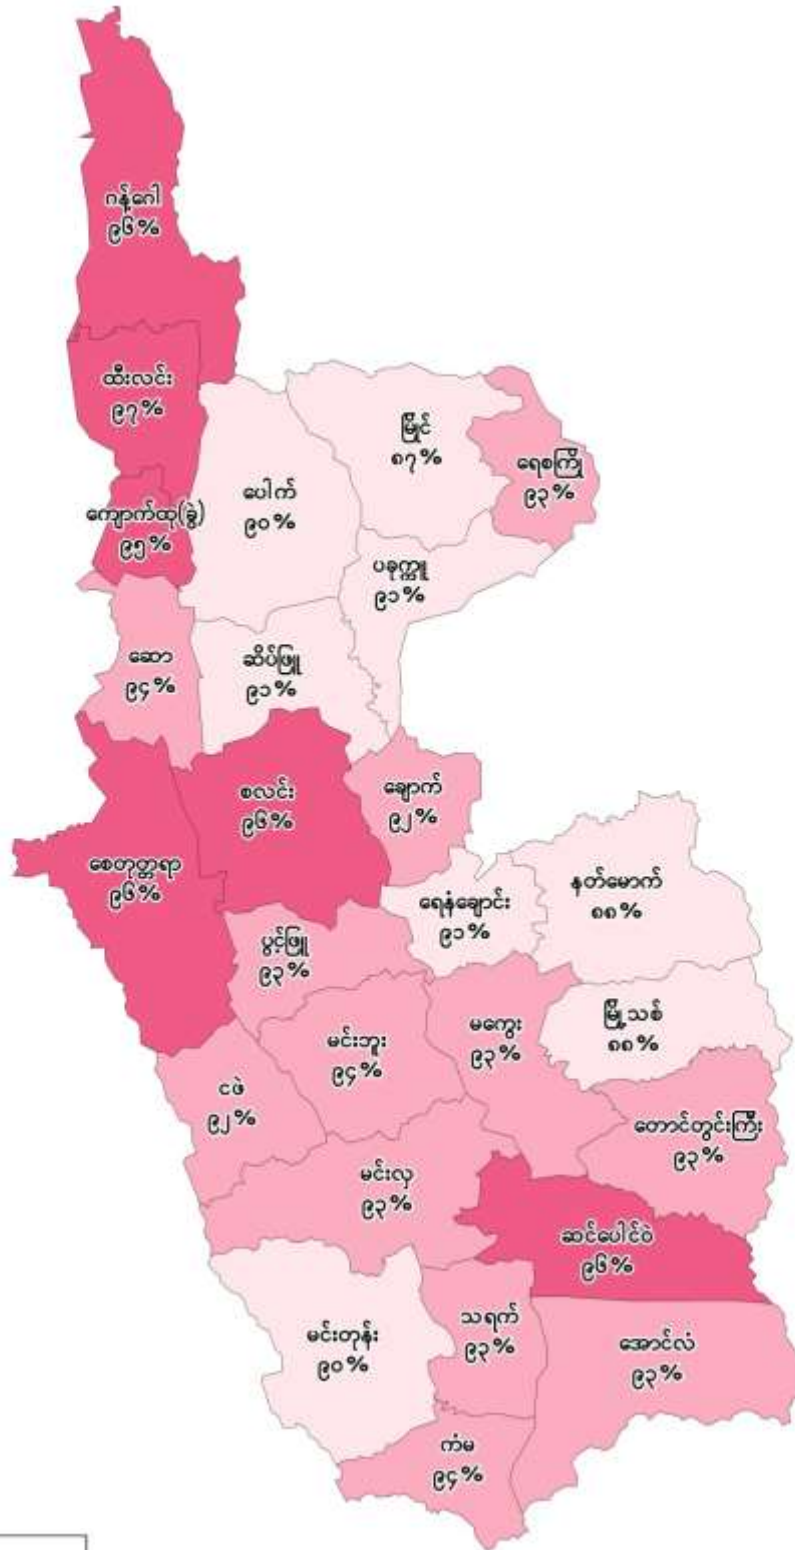 ဂန့်ဂေါ
၉၆%
ထီးလင်း
၉၇%
မြိုင်
၈၇%
ရေစကြို
၉၃%
ပေါက်
၉၀%
ကျောက်ထု(ခွဲ)
၉၅%
ပခုက္ကူ
၉၁%
ဆော
၉၄%
ဆိပ်ဖြူ
၉၁%
စလင်း
၉၆%
ချောက်
၉၂%
စေတုတ္တရာ
၉၆%
ရေနံချောင်း
၉၁%
နတ်မောက်
၈၈%
ပွင့်ဖြူ
၉၃%
မင်းဘူး
၉၄%
မကွေး
၉၃%
မြို့သစ်
၈၈%
ငဖဲ
၉၂%
တောင်တွင်းကြီး
၉၃%
မင်းလှ
၉၃%
ဆင်ပေါင်ဝဲ
၉၆%
မင်းတုန်း
၉၀%
သရက်
၉၃%
အောင်လံ
၉၃%
ကံမ
၉၄%